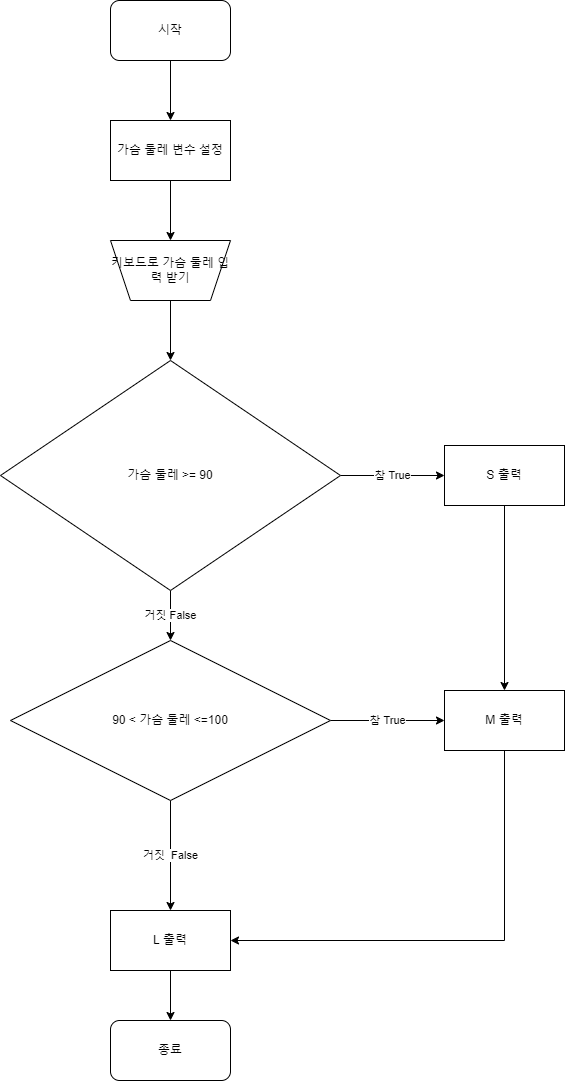 시작
가슴 둘레 변수 설정
키보드로 가슴 둘레 입
력 받기
가슴 둘레 >= 90
참 True
S 출력
거짓 False
90 < 가슴 둘레 <=100
참 True
M 출력
거짓 False
L 출력
종료